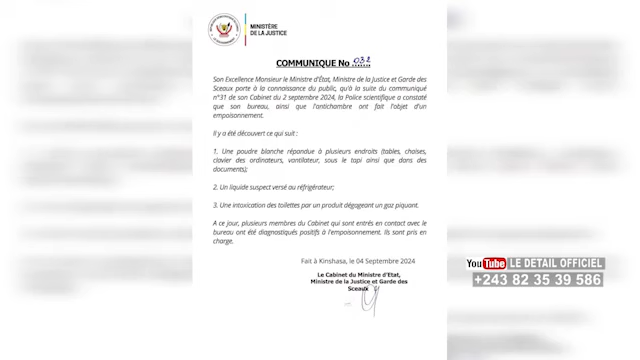 MINISTÈRE
DE LA JUSTICE
COMMUNIQUE No .032.
Son Excellence Monsieur le Ministre d'État, Ministre de la Justice et Garde des
Sceaux porte à la connaissance du public, qu'à la suite du communiqué
n°31 de son Cabinet du 2 septembre 2024, la Police scientifique a constaté
que son bureau, ainsi que l'antichambre ont fait l'objet d'un
empoisonnement.
Il y a été découvert ce qui suit :
1. Une poudre blanche répandue à plusieurs endroits (tables, chaises,
clavier des ordinateurs, vantilateur, sous le tapi ainsi que dans des
documents);
2. Un liquide suspect versé au réfrigérateur;
3. Une intoxication des toilettes par un produit dégageant un gaz piquant.
A ce jour, plusieurs membres du Cabinet qui sont entrés en contact avec le
bureau ont été diagnostiqués positifs à l'empoisonnement. Ils sont pris en
charge.
Fait à Kinshasa, le 04 Septembre 2024
Le Cabinet du Ministre d'Etat,
Ministre de la Justice et Garde des
Sceaux
YouTube LE DETAIL OFFICIEL
+243 82 35 39 586